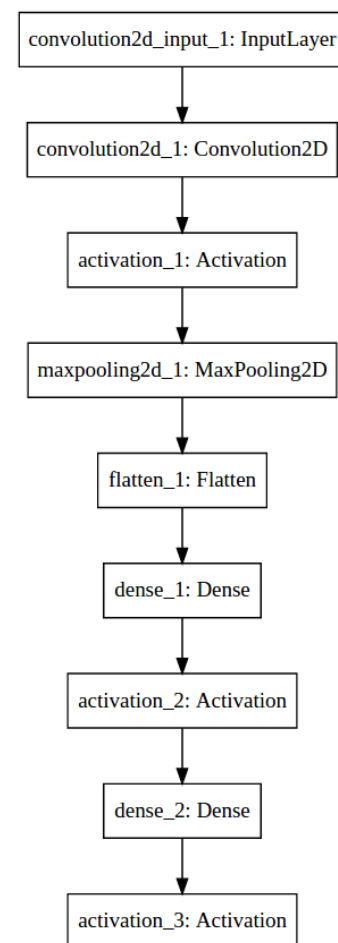 convolution2d_input_1: InputLayer
convolution2d_1: Convolution2D
activation_1: Activation
maxpooling2d_1: MaxPooling2D
flatten_1: Flatten
dense_1: Dense
activation_2: Activation
dense_2: Dense
activation_3: Activation